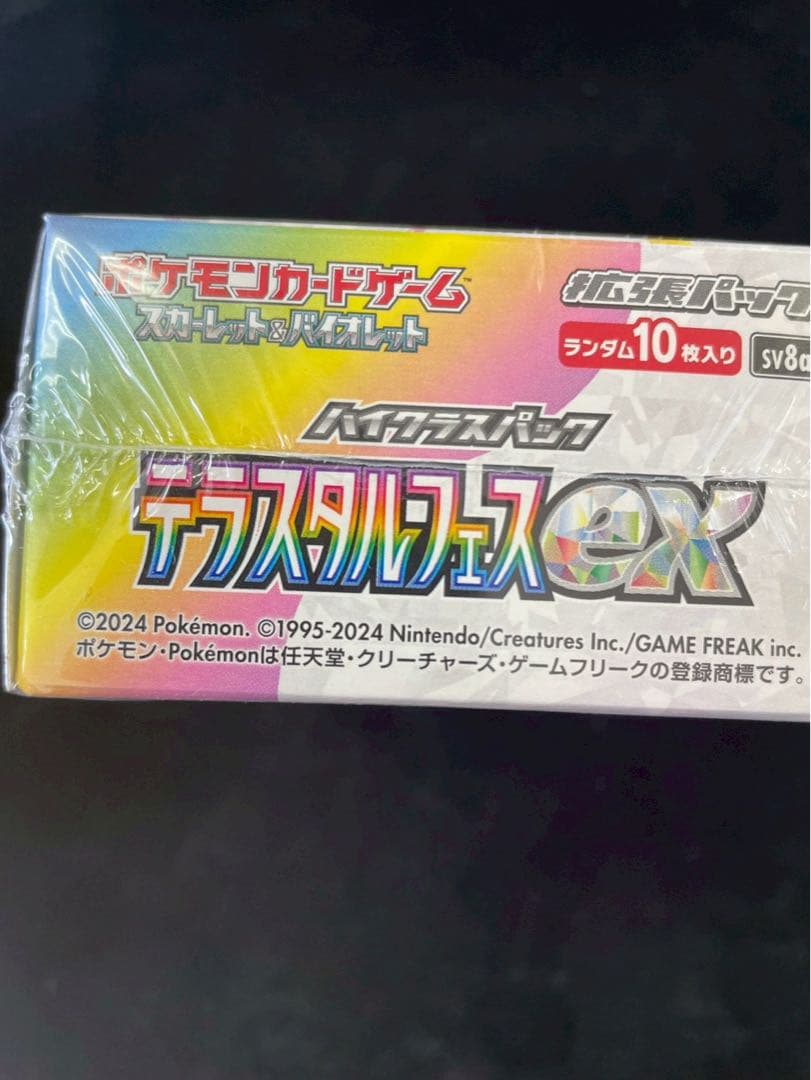 ポケモンカードゲーム™
スカーレット&バイオレット
拡張パック
ランダム10枚入り
sv8a
ハイクラスパック
テラスタルフェスex
©2024 Pokémon. ©1995-2024 Nintendo/Creatures Inc./GAME FREAK inc.
ポケモン・Pokémonは任天堂・クリーチャーズ・ゲームフリークの登録商標です。